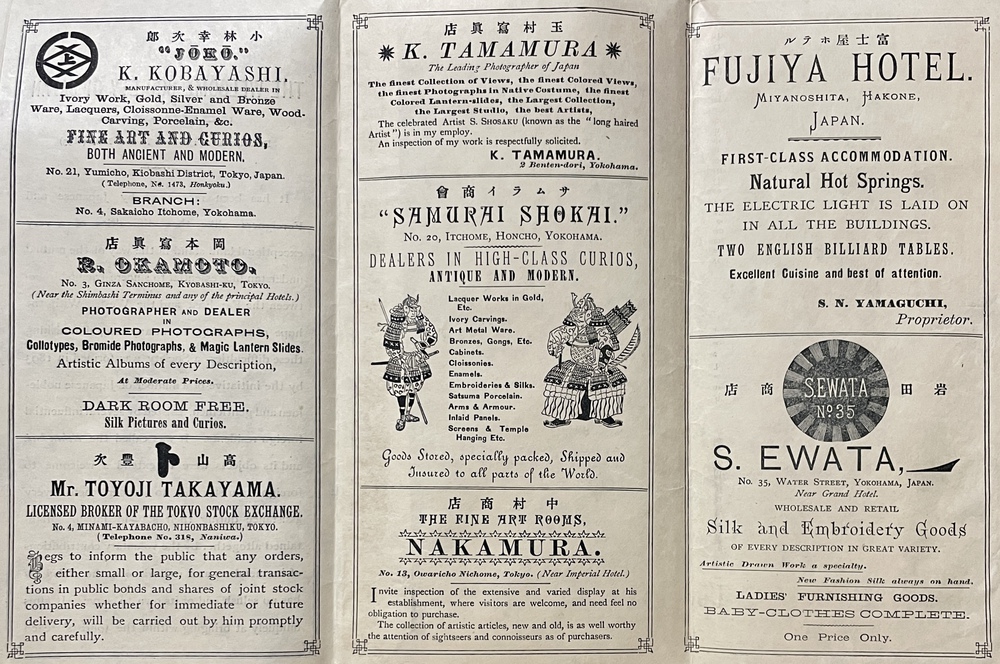 郎次幸林小
上
“JŌKŌ.”
K. KOBAYASHI.
MANUFACTURER, & WHOLESALE DEALER IN
Ivory Work, Gold, Silver and Bronze
Ware, Lacquers, Cloisonne-Enamel Ware, Wood-
Carving, Porcelain, &c.
FINE ART AND CURIOS,
BOTH ANCIENT AND MODERN.
No. 21, Yumicho, Kiobashi District, Tokyo, Japan.
(Telephone, No. 1473, Honkyoku.)
BRANCH:
No. 4, Sakaicho Itchome, Yokohama.
店眞寫本岡
R. OKAMOTO.
No. 3, GINZA SANCHOME, KYOBASHI-KU, TOKYO.
(Near the Shimbashi Terminus and any of the principal Hotels.)
PHOTOGRAPHER AND DEALER
IN
COLOURED PHOTOGRAPHS,
Collotypes, Bromide Photographs, & Magic Lantern Slides.
Artistic Albums of every Description,
At Moderate Prices.
DARK ROOM FREE.
Silk Pictures and Curios.
次豐ト山高
Mr. TOYOJI TAKAYAMA.
LICENSED BROKER OF THE TOKYO STOCK EXCHANGE.
No. 4, MINAMI-KAYABACHO, NIHONBASHIKU, TOKYO.
(Telephone No. 318, Naniwa.)
Begs to inform the public that any orders,
either small or large, for general transac-
tions in public bonds and shares of joint stock
companies whether for immediate or future
delivery, will be carried out by him promptly
and carefully.
店眞寫村玉
K. TAMAMURA
The Leading Photographer of Japan
The finest Collection of Views, the finest Colored Views,
the finest Photographs in Native Costume, the finest
Colored Lantern-slides, the Largest Collection,
the Largest Studio, the best Artists,
The celebrated Artist S. SHOSAKU (known as the “long haired
Artist”) is in my employ.
An inspection of my work is respectfully solicited.
K. TAMAMURA.
2 Benten-dori, Yokohama.
會商イラムサ
“SAMURAI SHOKAI.”
No. 20, ITCHOME, HONCHO, YOKOHAMA.
DEALERS IN HIGH-CLASS CURIOS,
ANTIQUE AND MODERN.
Lacquer Works in Gold,
Etc.
Ivory Carvings.
Art Metal Ware.
Bronzes, Gongs, Etc.
Cabinets.
Cloissonies.
Enamels.
Embroideries & Silks.
Satsuma Porcelain.
Arms & Armour.
Inlaid Panels.
Screens & Temple
Hanging Etc.
Goods Stored, specially packed, Shipped and
Insured to all parts of the World.
店商村中
THE FINE ART ROOMS,
NAKAMURA.
No. 13, Owaricho Nichome, Tokyo. (Near Imperial Hotel.)
Invite inspection of the extensive and varied display at his
establishment, where visitors are welcome, and need feel no
obligation to purchase.
The collection of artistic articles, new and old, is as well worthy
the attention of sightseers and connoisseurs as of purchasers.
ルテホ屋士富
FUJIYA HOTEL.
MIYANOSHITA, HAKONE,
JAPAN.
FIRST-CLASS ACCOMMODATION.
Natural Hot Springs.
THE ELECTRIC LIGHT IS LAID ON
IN ALL THE BUILDINGS.
TWO ENGLISH BILLIARD TABLES.
Excellent Cuisine and best of attention.
S. N. YAMAGUCHI,
Proprietor.
店商田岩
S.EWATA
No 35
S. EWATA,
No. 35, WATER STREET, YOKOHAMA, JAPAN.
Near Grand Hotel.
WHOLESALE AND RETAIL
Silk and Embroidery Goods
OF EVERY DESCRIPTION IN GREAT VARIETY.
Artistic Drawn Work a specialty.
New Fashion Silk always on hand.
LADIES' FURNISHING GOODS.
BABY-CLOTHES COMPLETE.
One Price Only.